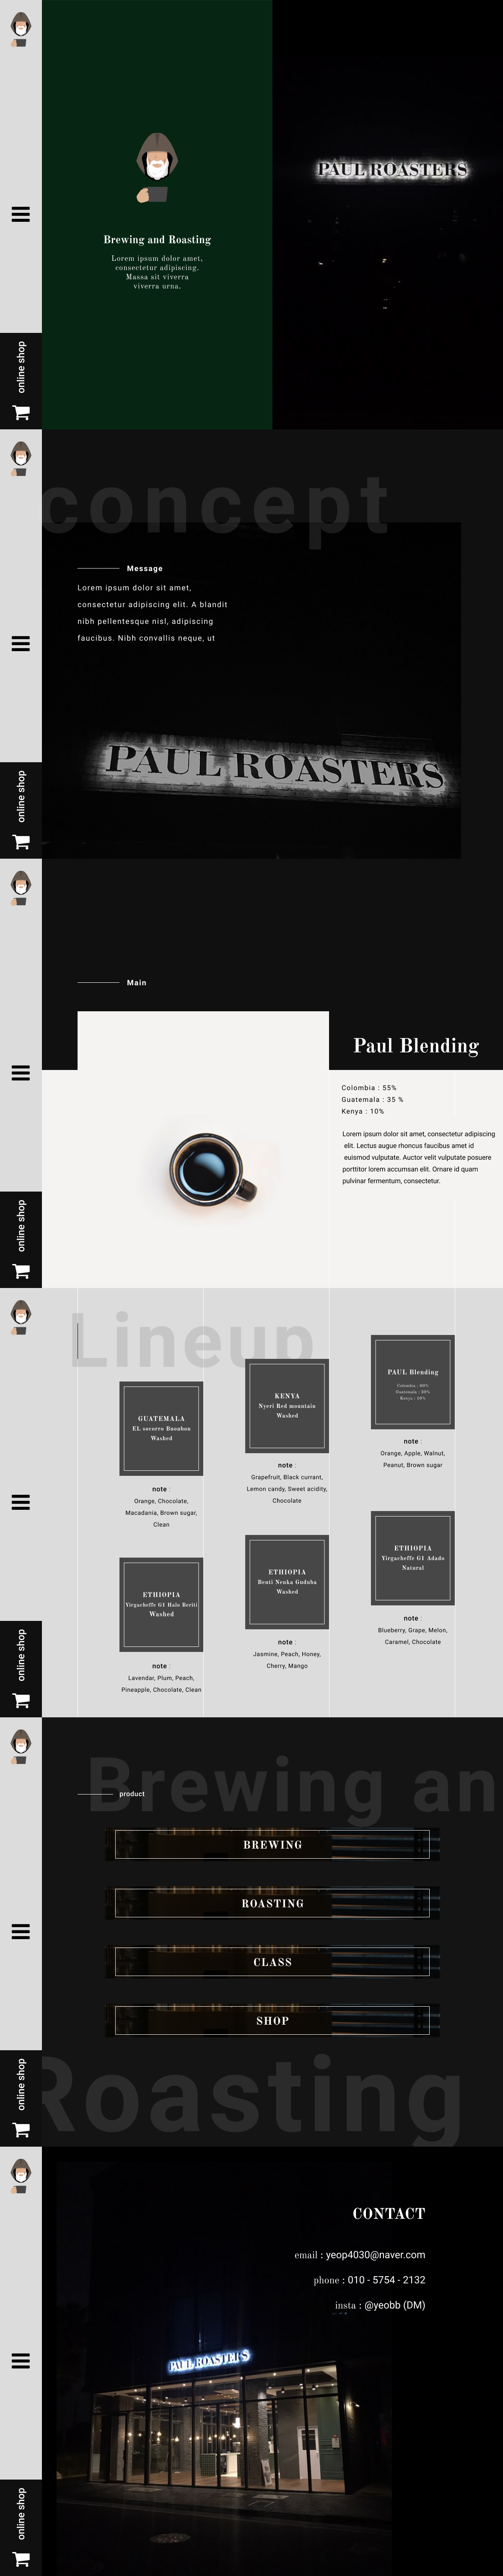 PAUL ROASTERS
Brewing and Roasting
Lorem ipsum dolor amet,
consectetur adipiscing.
Massa sit viverra
viverra urna.
online shop
concept
Message
Lorem ipsum dolor sit amet,
consectetur adipiscing elit. A blandit
nibh pellentesque nisl, adipiscing
faucibus. Nibh convallis neque, ut
PAUL ROASTERS
online shop
Main
Paul Blending
Colombia : 55%
Guatemala : 35 %
Kenya : 10%
Lorem ipsum dolor sit amet, consectetur adipiscing
elit. Lectus augue rhoncus faucibus amet id
euismod vulputate. Auctor velit vulputate posuere
porttitor lorem accumsan elit. Ornare id quam
pulvinar fermentum, consectetur.
online shop
Lineup
GUATEMALA
EL socorro Bourbon
Washed
note :
Orange, Chocolate,
Macadania, Brown sugar,
Clean
KENYA
Nyeri Red mountain
Washed
note :
Grapefruit, Black currant,
Lemon candy, Sweet acidity,
Chocolate
PAUL Blending
Colombia : 60%
Guatemala : 30%
Kenya : 10%
note :
Orange, Apple, Walnut,
Peanut, Brown sugar
ETHIOPIA
Yirgacheffe G1 Halo Beriti
Washed
note :
Lavendar, Plum, Peach,
Pineapple, Chocolate, Clean
ETHIOPIA
Benti Nenka Guduba
Washed
note :
Jasmine, Peach, Honey,
Cherry, Mango
ETHIOPIA
Yirgacheffe G1 Adado
Natural
note :
Blueberry, Grape, Melon,
Caramel, Chocolate
online shop
Brewing an
product
BREWING
ROASTING
CLASS
SHOP
Roasting
online shop
CONTACT
email : yeop4030@naver.com
phone : 010 - 5754 - 2132
insta : @yeobb (DM)
PAUL ROASTERS
online shop